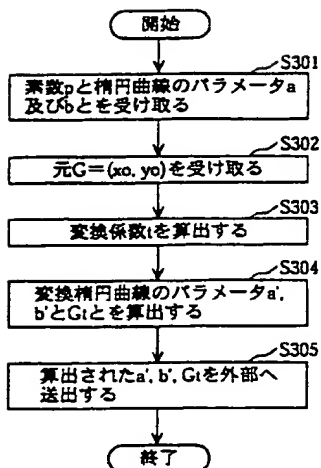 開始
S301
素数pと楕円曲線のパラメータa
及びbとを受け取る
S302
元G=(xo, yo)を受け取る
S303
変換係数tを算出する
S304
変換楕円曲線のパラメータa',
b'とGtとを算出する
S305
算出されたa', b', Gtを外部へ
送出する
終了